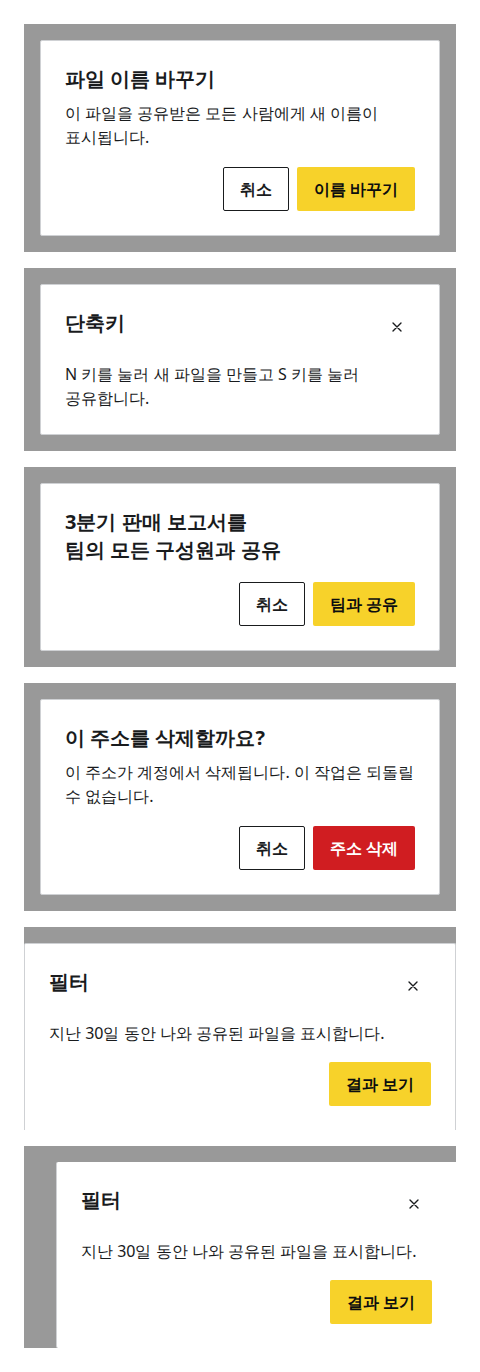 파일 이름 바꾸기
이 파일을 공유받은 모든 사람에게 새 이름이
표시됩니다.
취소
이름 바꾸기
단축키
N 키를 눌러 새 파일을 만들고 S 키를 눌러
공유합니다.
3분기 판매 보고서를
팀의 모든 구성원과 공유
취소
팀과 공유
이 주소를 삭제할까요?
이 주소가 계정에서 삭제됩니다. 이 작업은 되돌릴
수 없습니다.
취소
주소 삭제
필터
지난 30일 동안 나와 공유된 파일을 표시합니다.
결과 보기
필터
지난 30일 동안 나와 공유된 파일을 표시합니다.
결과 보기